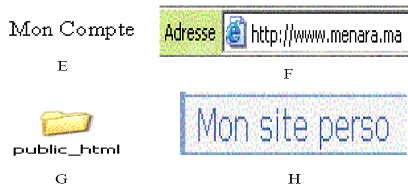 Mon Compte
Adresse http://www.menara.ma
E
F
public_html
Mon site perso
G
H